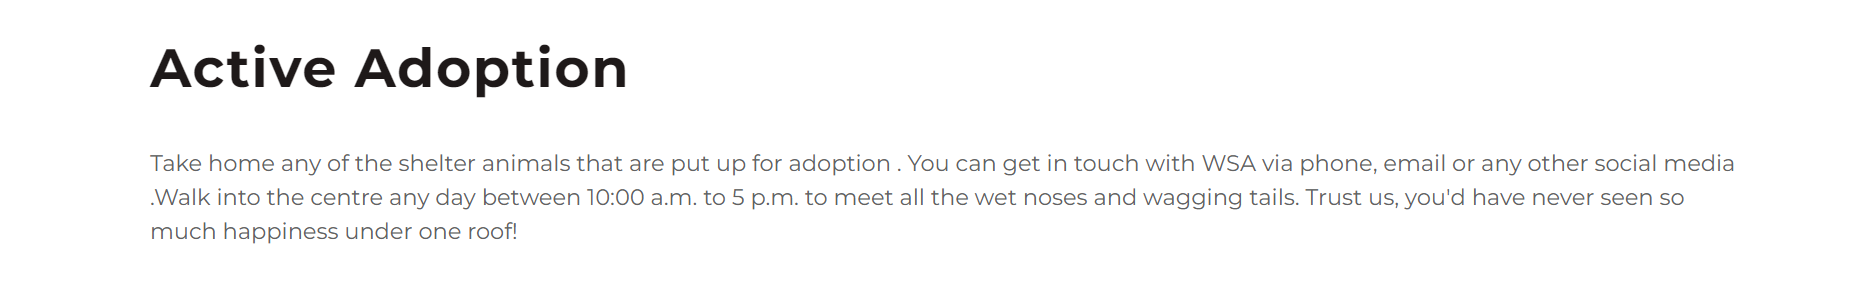 Active Adoption
Take home any of the shelter animals that are put up for adoption . You can get in touch with WSA via phone, email or any other social media
.Walk into the centre any day between 10:00 a.m. to 5 p.m. to meet all the wet noses and wagging tails. Trust us, you'd have never seen so
much happiness under one roof!